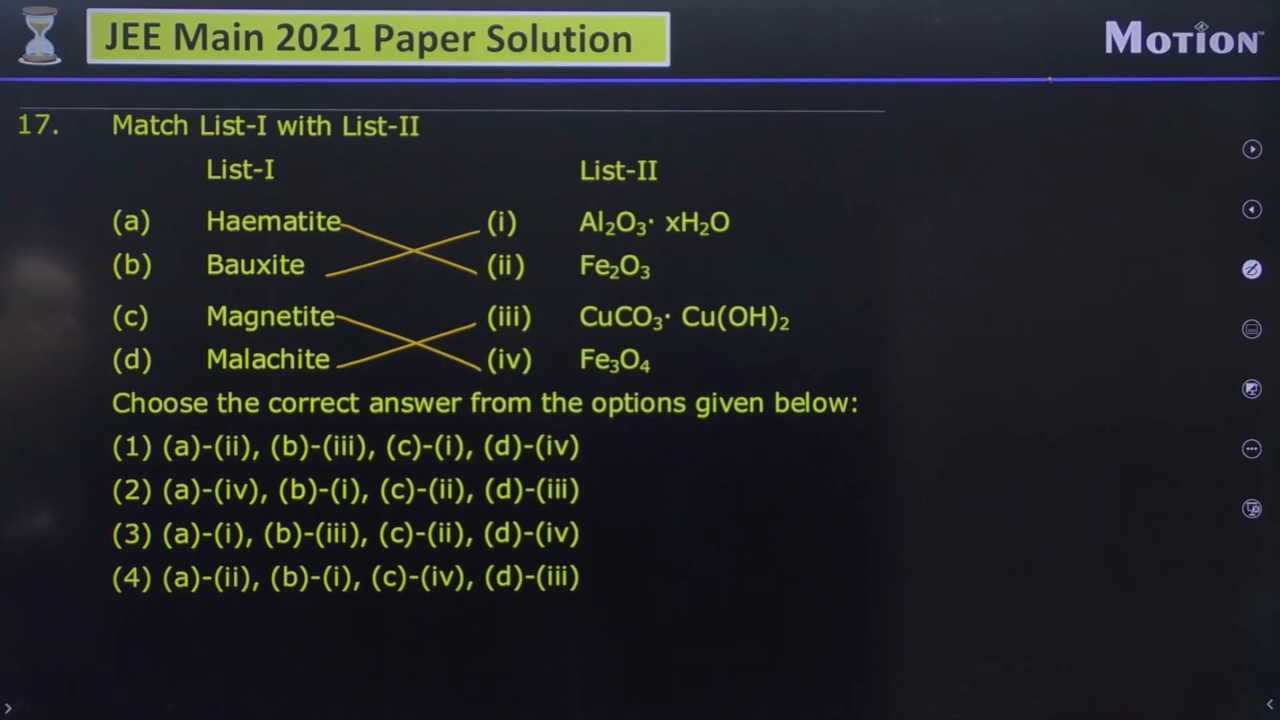 JEE Main 2021 Paper Solution
MOTION™
17. Match List-I with List-II
List-I List-II
(a) Haematite (i) Al₂O₃· xH₂O
(b) Bauxite (ii) Fe₂O₃
(c) Magnetite (iii) CuCO₃· Cu(OH)₂
(d) Malachite (iv) Fe₃O₄
Choose the correct answer from the options given below:
(1) (a)-(ii), (b)-(iii), (c)-(i), (d)-(iv)
(2) (a)-(iv), (b)-(i), (c)-(ii), (d)-(iii)
(3) (a)-(i), (b)-(iii), (c)-(ii), (d)-(iv)
(4) (a)-(ii), (b)-(i), (c)-(iv), (d)-(iii)